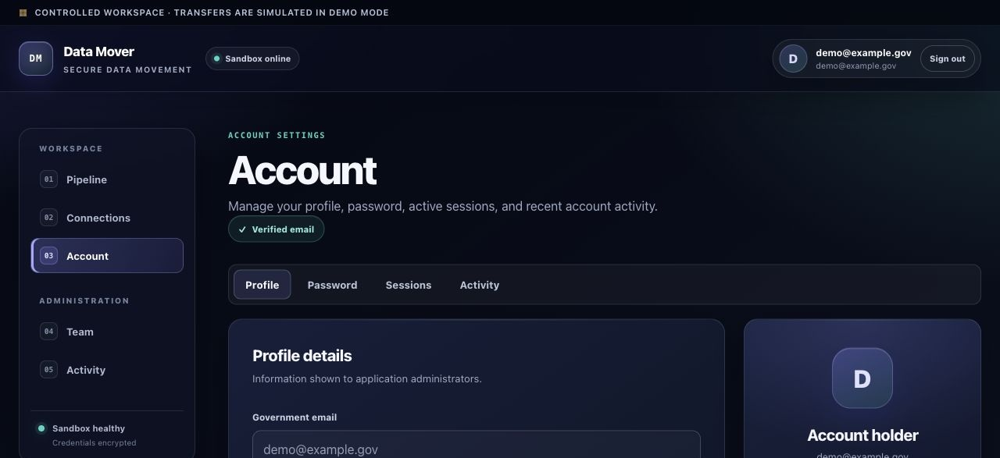 CONTROLLED WORKSPACE · TRANSFERS ARE SIMULATED IN DEMO MODE
DM
Data Mover
SECURE DATA MOVEMENT
Sandbox online
D
demo@example.gov
demo@example.gov
Sign out
WORKSPACE
01 Pipeline
02 Connections
03 Account
ADMINISTRATION
04 Team
05 Activity
Sandbox healthy
Credentials encrypted
ACCOUNT SETTINGS
Account
Manage your profile, password, active sessions, and recent account activity.
✓ Verified email
Profile Password Sessions Activity
Profile details
Information shown to application administrators.
Government email
demo@example.gov
D
Account holder
demo@example.gov